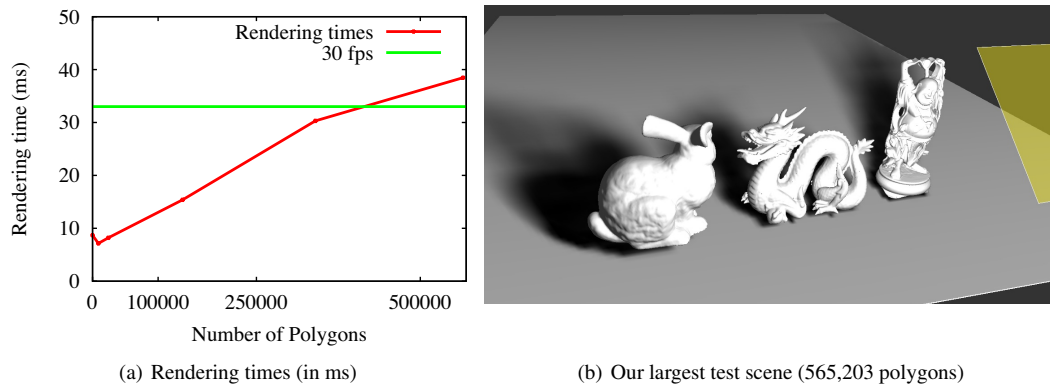 50
40
30
20
10
0
Rendering time (ms)
Rendering times
30 fps
0 100000 250000 500000
Number of Polygons
(a) Rendering times (in ms)
(b) Our largest test scene (565,203 polygons)